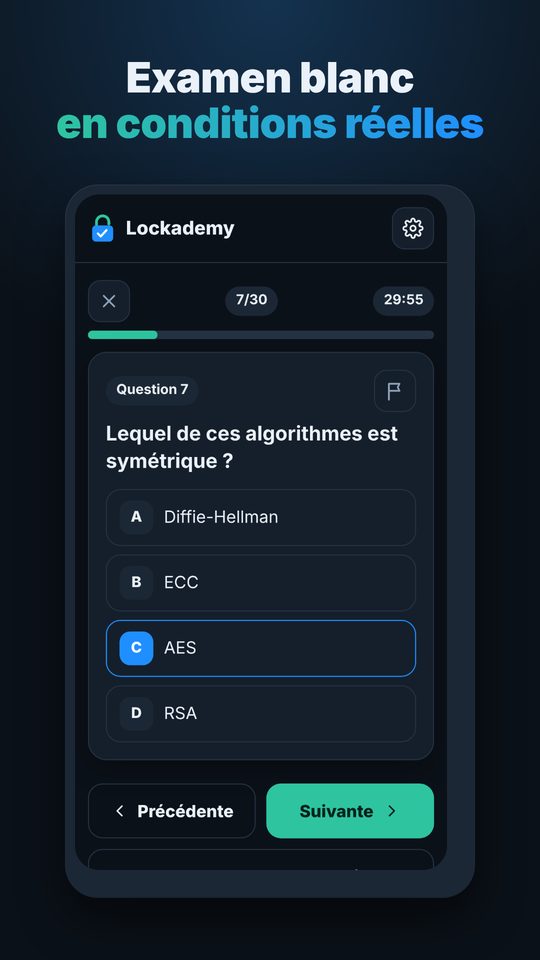 Examen blanc
en conditions réelles
Lockademy
7/30
29:55
Question 7
Lequel de ces algorithmes est
symétrique ?
A Diffie-Hellman
B ECC
C AES
D RSA
Précédente
Suivante